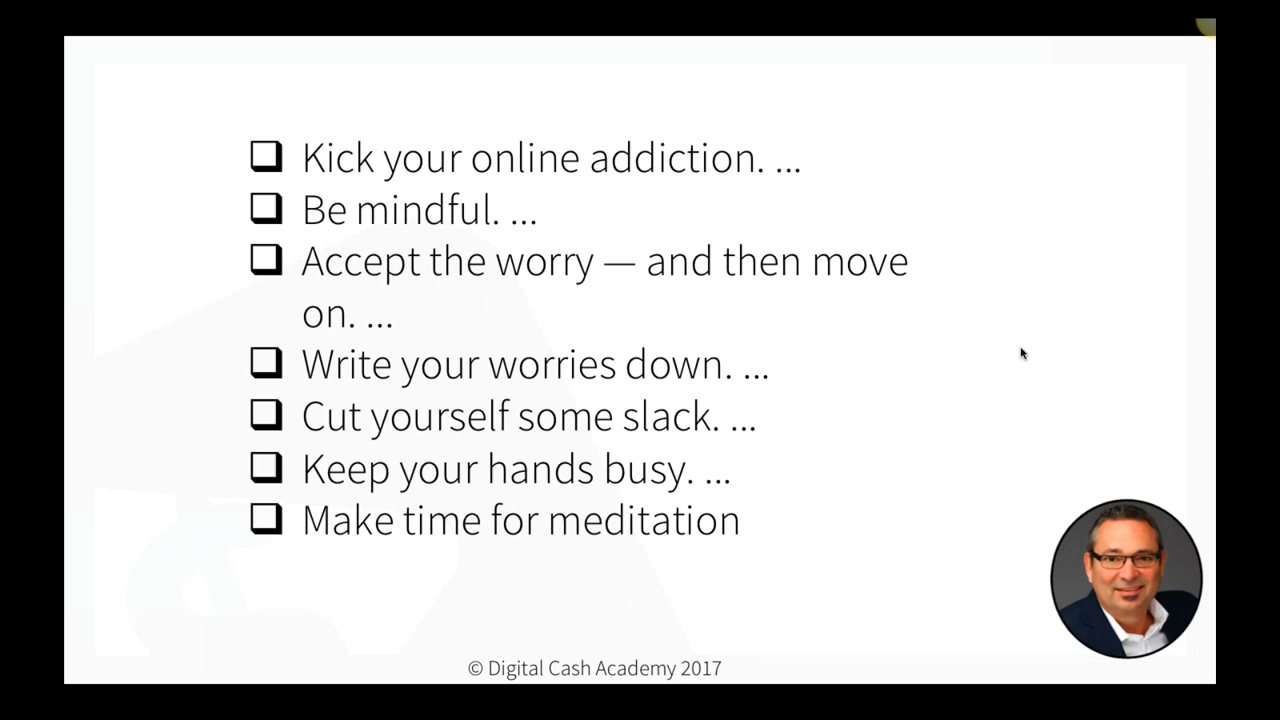 Kick your online addiction. ...
Be mindful. ...
Accept the worry — and then move
on. ...
Write your worries down. ...
Cut yourself some slack. ...
Keep your hands busy. ...
Make time for meditation
© Digital Cash Academy 2017